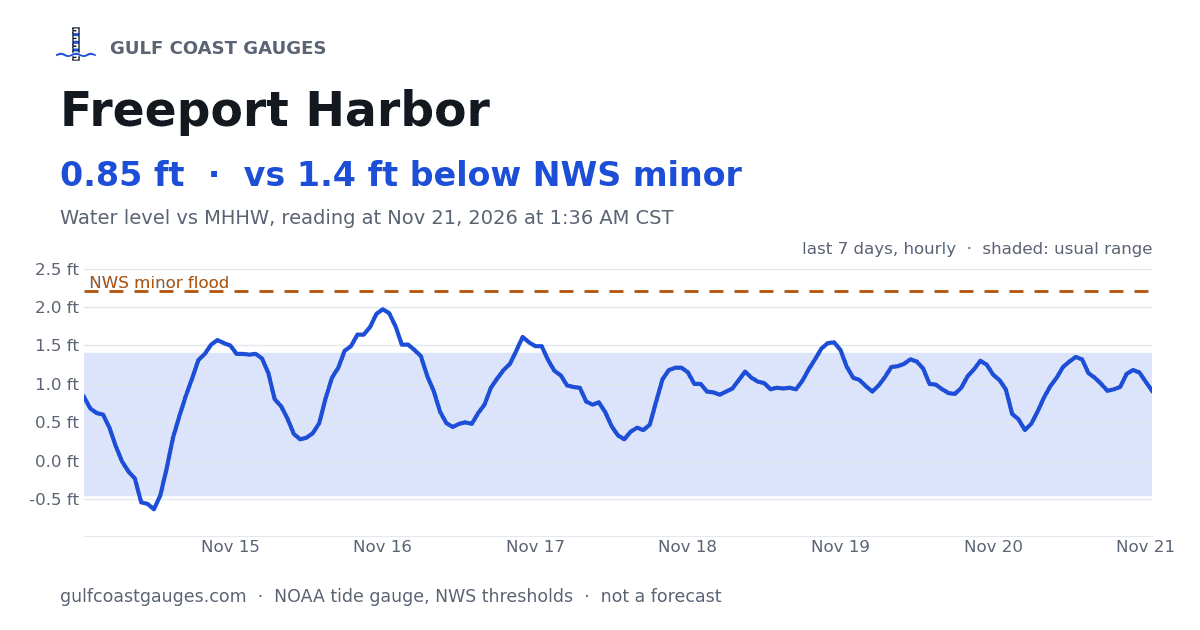 GULF COAST GAUGES
Freeport Harbor
0.85 ft · vs 1.4 ft below NWS minor
Water level vs MHHW, reading at Nov 21, 2026 at 1:36 AM CST
last 7 days, hourly · shaded: usual range
2.5 ft
NWS minor flood
2.0 ft
1.5 ft
1.0 ft
0.5 ft
0.0 ft
-0.5 ft
Nov 15 Nov 16 Nov 17 Nov 18 Nov 19 Nov 20 Nov 21
gulfcoastgauges.com · NOAA tide gauge, NWS thresholds · not a forecast